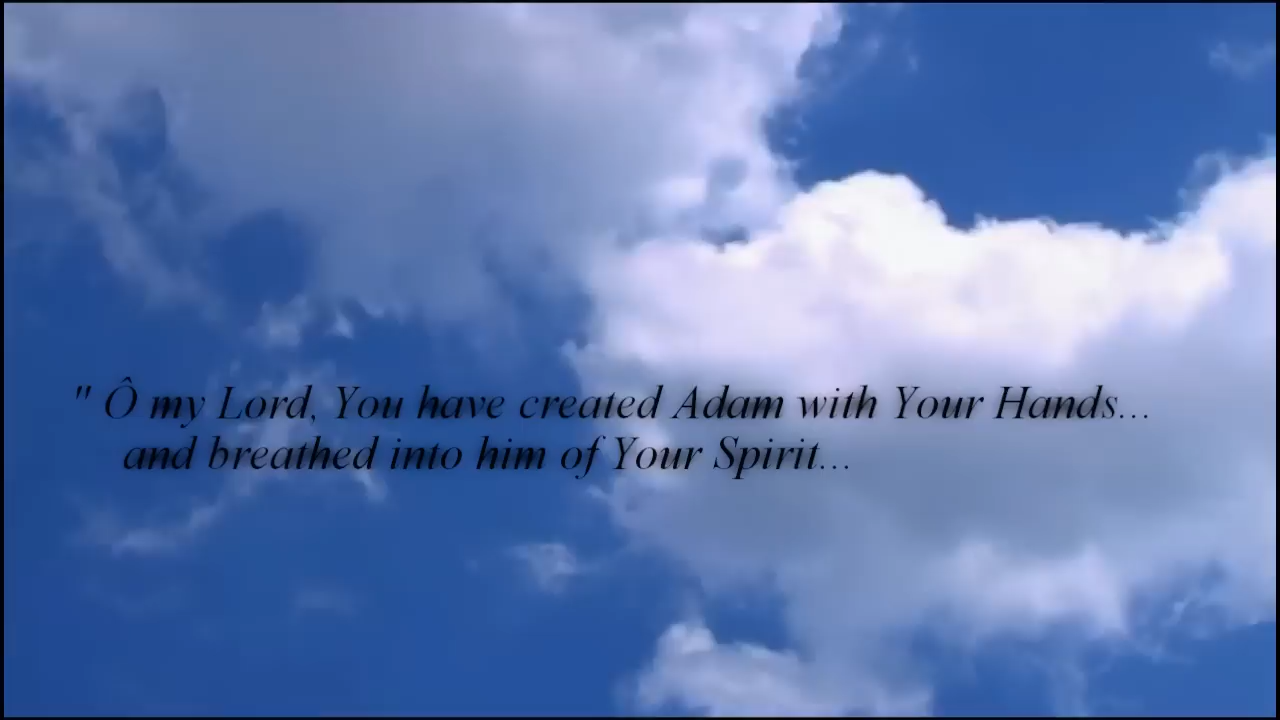 " Ô my Lord, You have created Adam with Your Hands...
and breathed into him of Your Spirit...